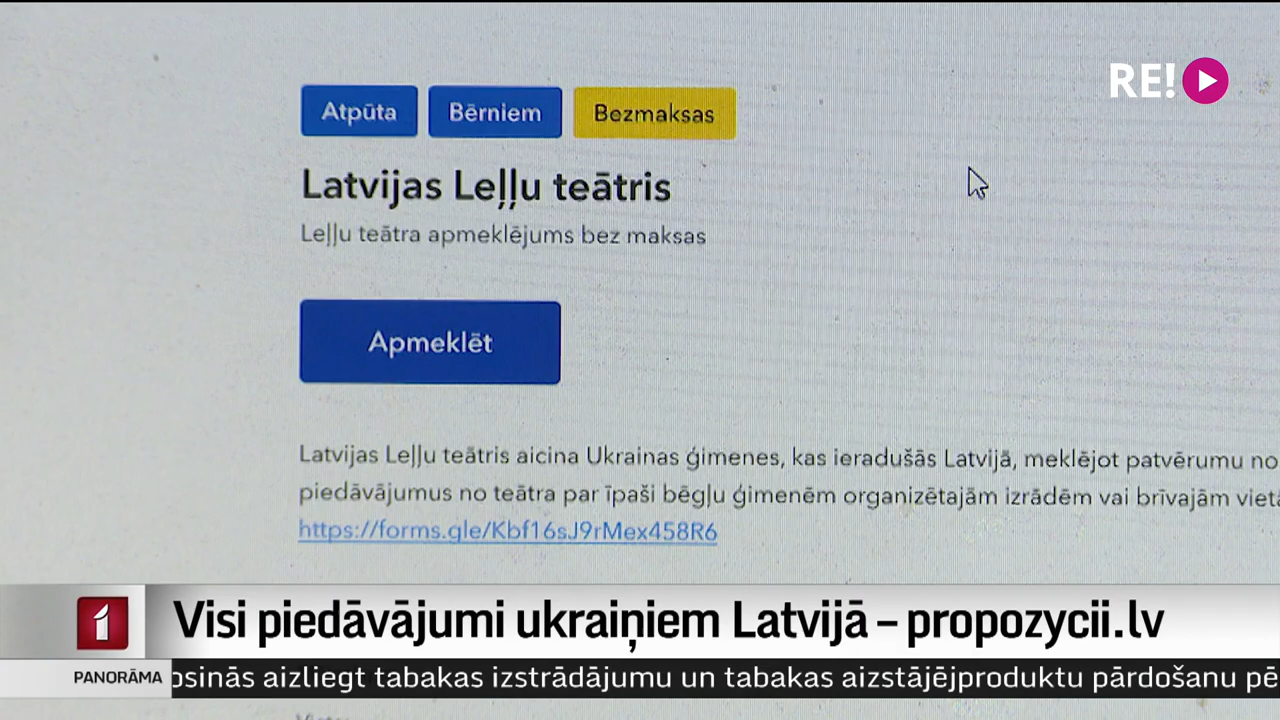 RE!
Atpūta Bērniem Bezmaksas
Latvijas Leļļu teātris
Leļļu teātra apmeklējums bez maksas
Apmeklēt
Latvijas Leļļu teātris aicina Ukrainas ģimenes, kas ieradušās Latvijā, meklējot patvērumu no
piedāvājumus no teātra par īpaši bēgļu ģimenēm organizētajām izrādēm vai brīvajām vietā
https://forms.gle/Kbf16sJ9rMex458R6
1 Visi piedāvājumi ukraiņiem Latvijā – propozycii.lv
PANORĀMA osinās aizliegt tabakas izstrādājumu un tabakas aizstājējproduktu pārdošanu pē